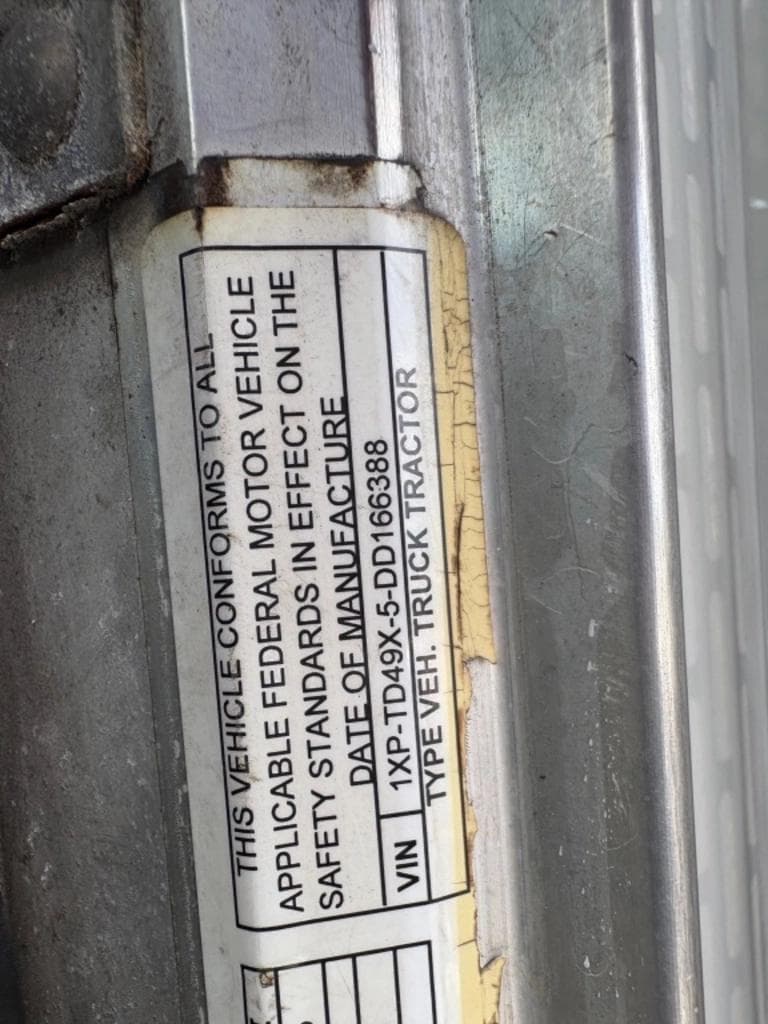 THIS VEHICLE CONFORMS TO ALL
APPLICABLE FEDERAL MOTOR VEHICLE
SAFETY STANDARDS IN EFFECT ON THE
DATE OF MANUFACTURE
VIN 1XP-TD49X-5-DD166388
TYPE VEH. TRUCK TRACTOR